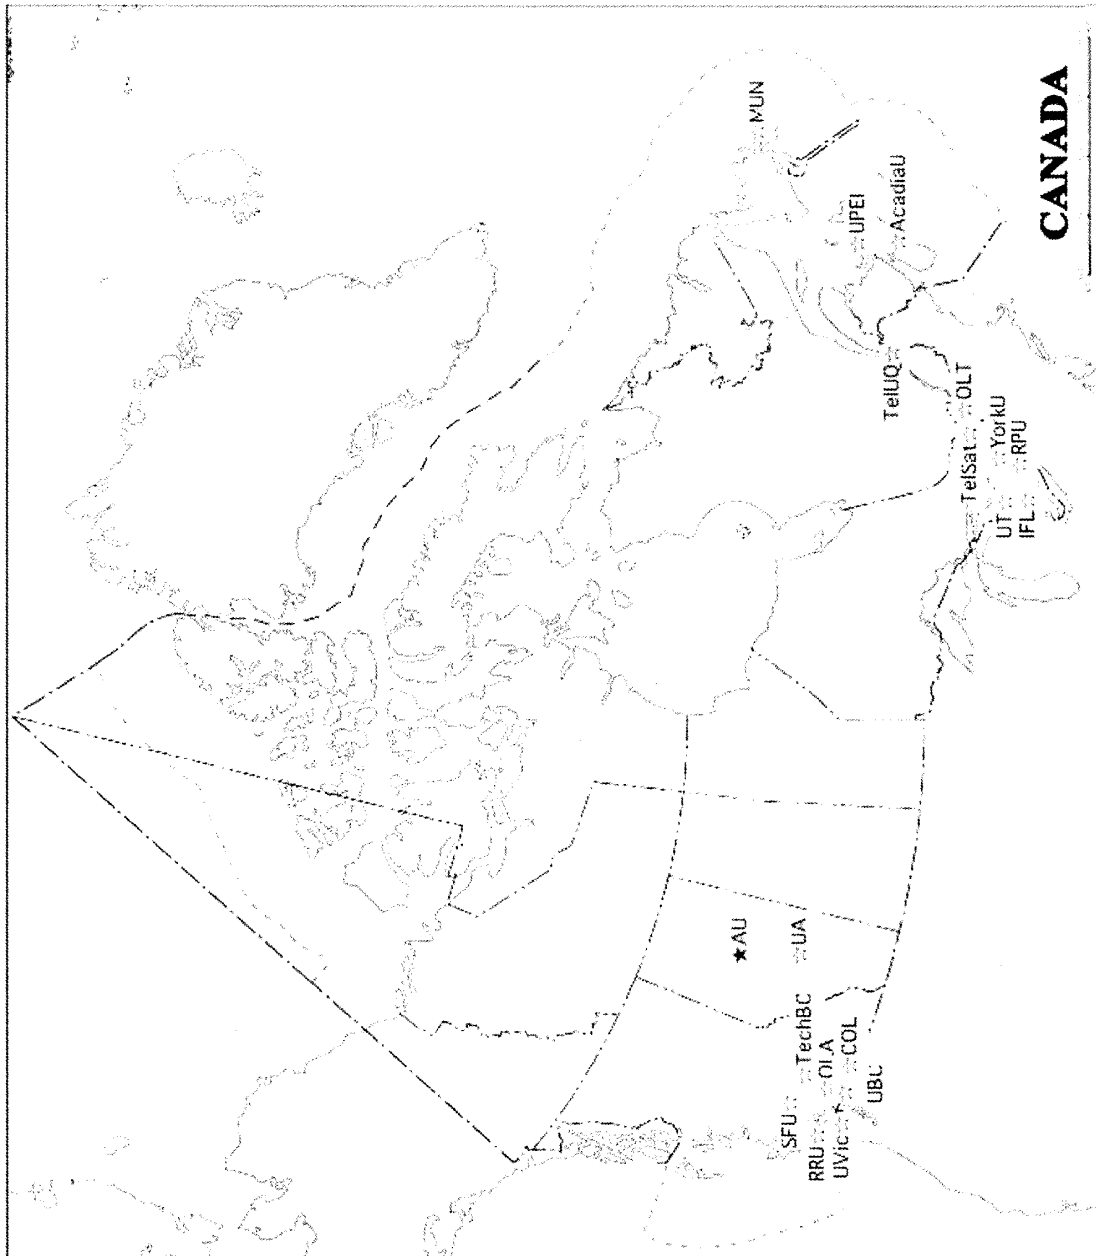 CANADA
MUN
UPEI
AcadiaU
TelUQ
OLT
TelSat
YorkU
RPU
UT
IFL
AU
UA
TechBC
OLA
COL
SFU
UBC
RRU
UVic